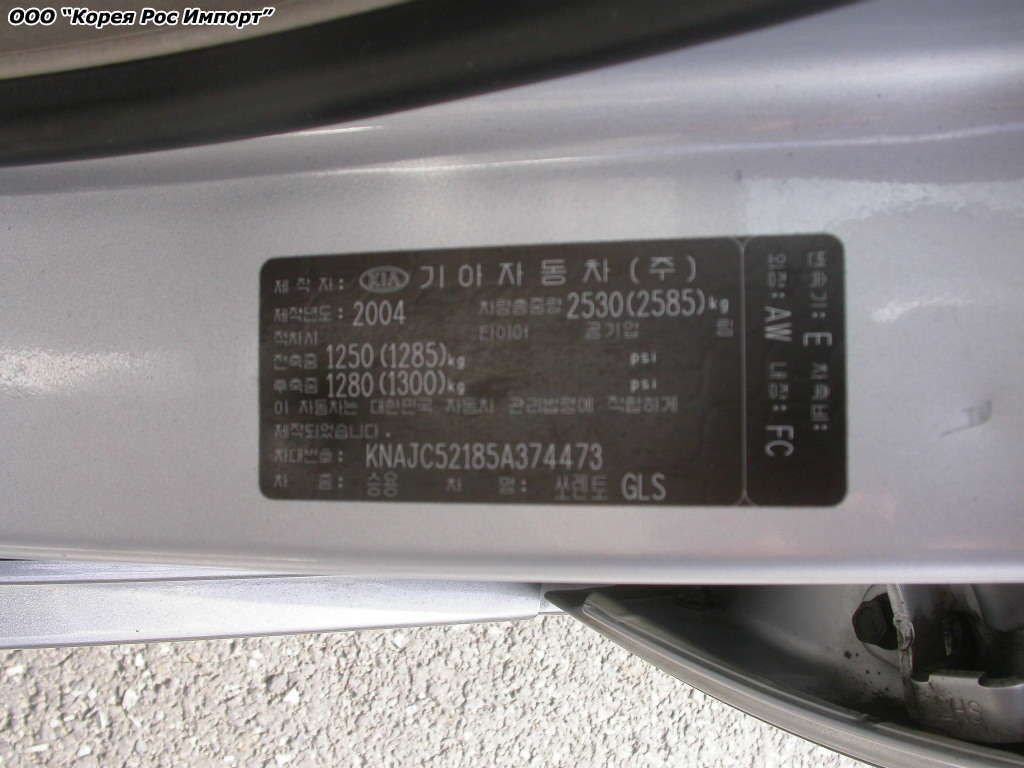 ООО “Корея Рос Импорт”
제 작 자: KIA 기아자동차(주)
제작년도: 2004 차량총중량 2530(2585)kg
적차시 타이어 공기압 림
전축중 1250(1285)kg psi
후축중 1280(1300)kg psi
이 자동차는 대한민국 자동차 관리법령에 적합하게
제작되었습니다.
차대번호: KNAJC52185A374473
차 종: 승용 차 명: 쏘렌토 GLS
변속기: E 저속비:
외장: AW 내장: FC